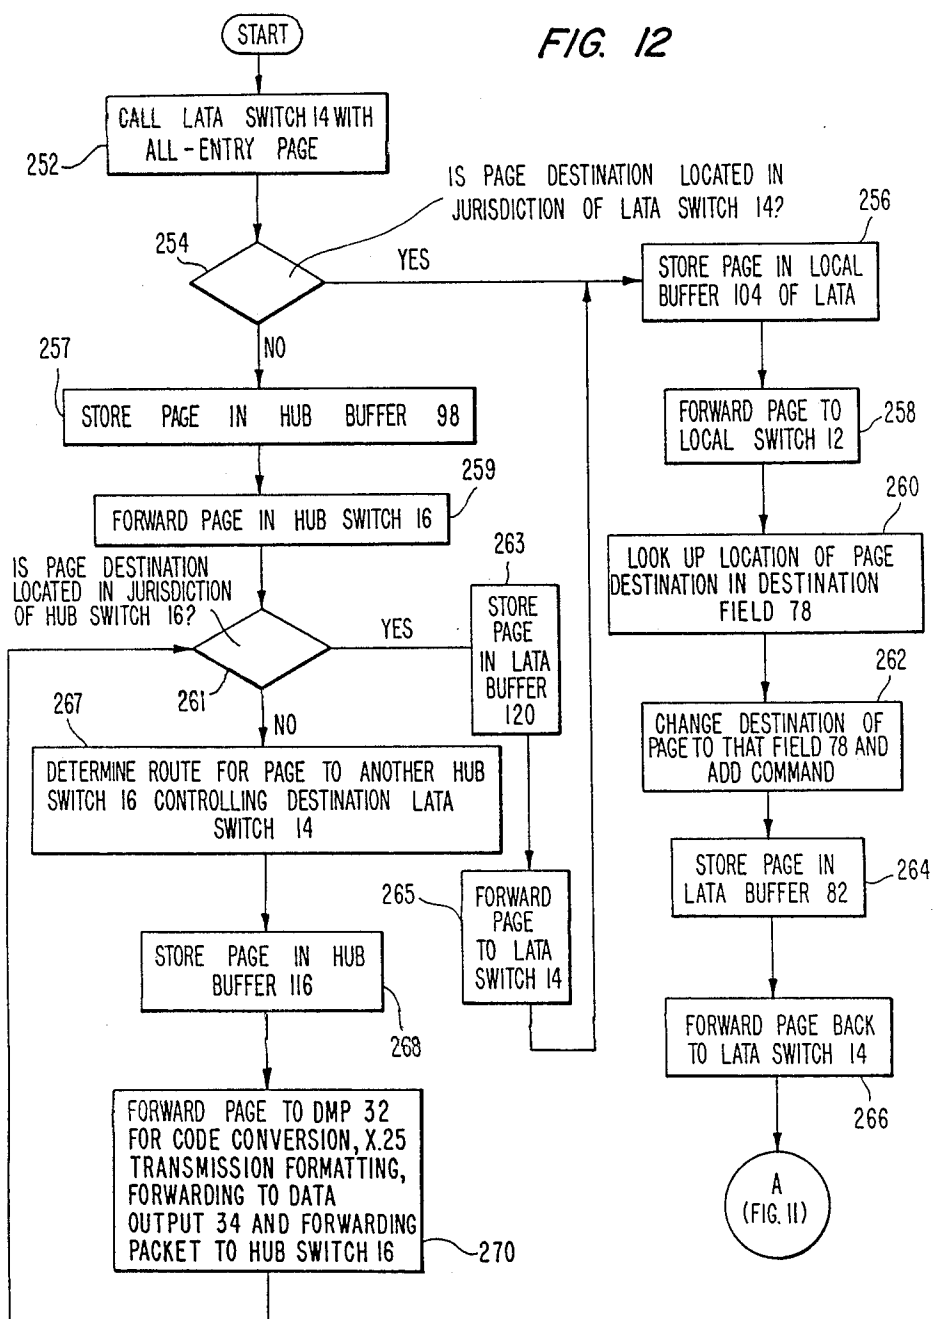 START
FIG. 12
CALL LATA SWITCH 14 WITH
ALL-ENTRY PAGE
252
IS PAGE DESTINATION LOCATED IN
JURISDICTION OF LATA SWITCH 14?
254
YES
NO
256
STORE PAGE IN LOCAL
BUFFER 104 OF LATA
257
STORE PAGE IN HUB BUFFER 98
FORWARD PAGE TO
LOCAL SWITCH 12
258
259
FORWARD PAGE IN HUB SWITCH 16
260
LOOK UP LOCATION OF PAGE
DESTINATION IN DESTINATION
FIELD 78
IS PAGE DESTINATION
LOCATED IN JURISDICTION
OF HUB SWITCH 16?
261
YES
NO
263
STORE
PAGE
IN LATA
BUFFER
120
262
CHANGE DESTINATION OF
PAGE TO THAT FIELD 78 AND
ADD COMMAND
267
DETERMINE ROUTE FOR PAGE TO ANOTHER HUB
SWITCH 16 CONTROLLING DESTINATION LATA
SWITCH 14
STORE PAGE IN
LATA BUFFER 82
264
265
FORWARD
PAGE
TO LATA
SWITCH 14
STORE PAGE IN HUB
BUFFER 116
268
FORWARD PAGE BACK
TO LATA SWITCH 14
266
FORWARD PAGE TO DMP 32
FOR CODE CONVERSION, X.25
TRANSMISSION FORMATTING,
FORWARDING TO DATA
OUTPUT 34 AND FORWARDING
PACKET TO HUB SWITCH 16
270
A
(FIG. 11)